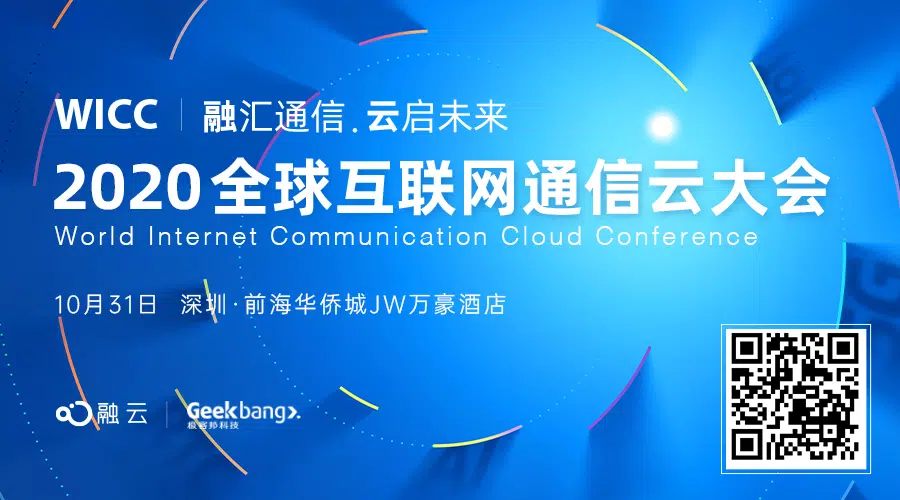 WICC | 融汇通信.云启未来
2020全球互联网通信云大会
World Internet Communication Cloud Conference
10月31日 深圳·前海华侨城JW万豪酒店
融云 | Geekbang>.
极客邦科技